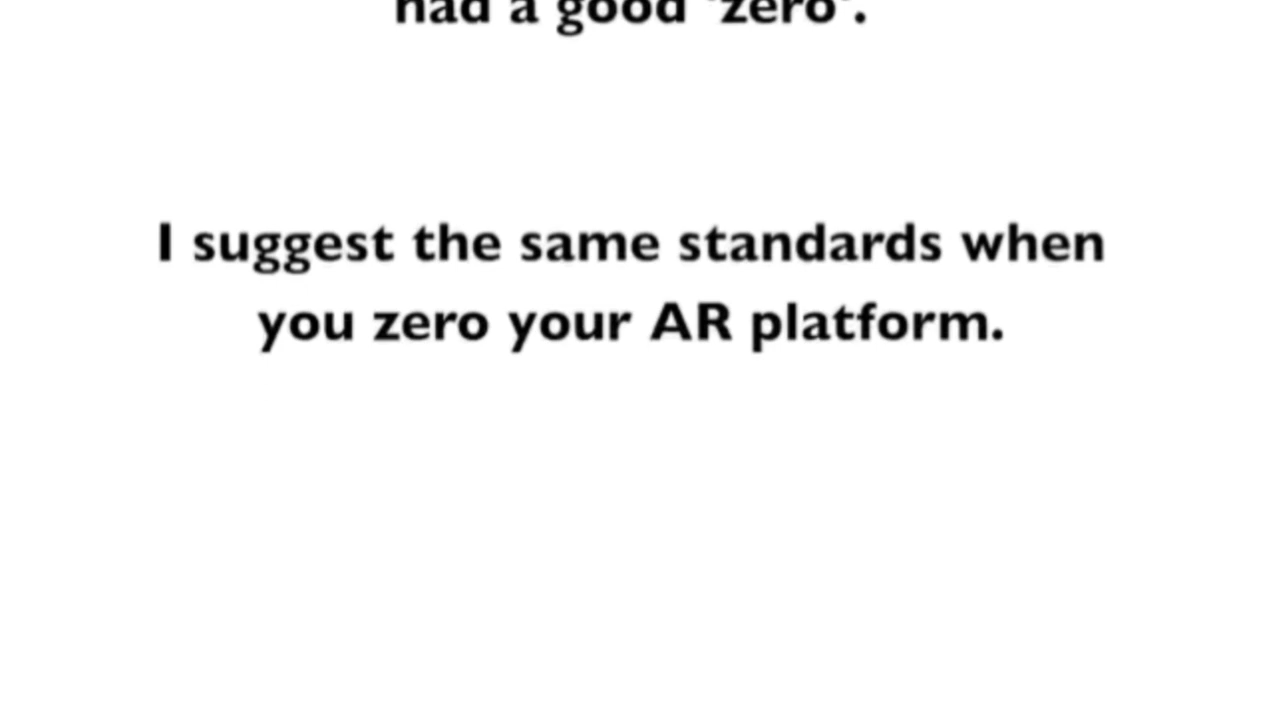 had a good 'zero'.
I suggest the same standards when
you zero your AR platform.